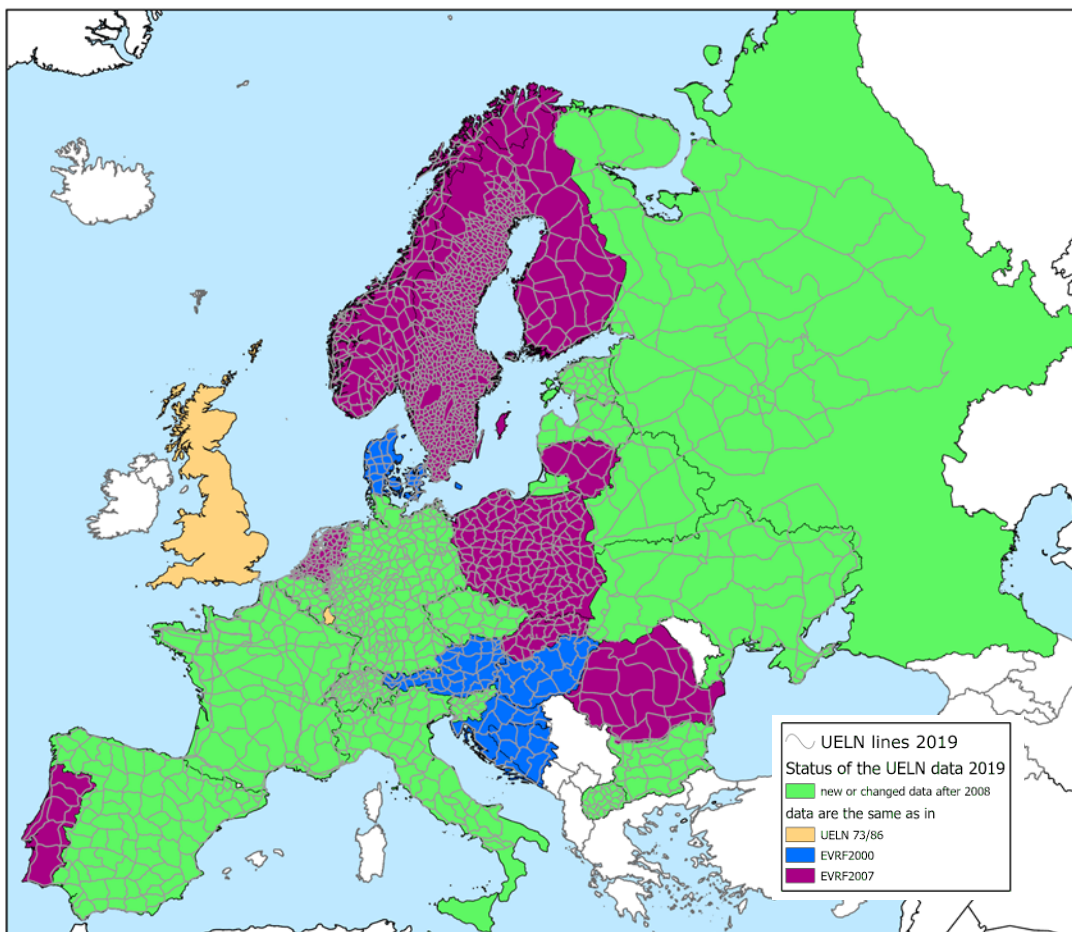 UELN lines 2019
Status of the UELN data 2019
new or changed data after 2008
data are the same as in
UELN 73/86
EVRF2000
EVRF2007